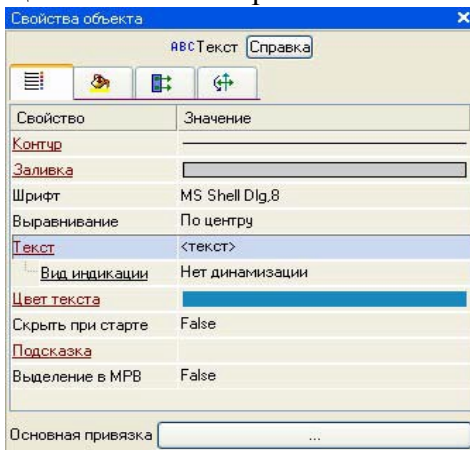 Свойства объекта
ABCТекст Справка
Свойство Значение
Контур
Заливка
Шрифт MS Shell Dlg,8
Выравнивание По центру
Текст <текст>
Вид индикации Нет динамизации
Цвет текста
Скрыть при старте False
Подсказка
Выделение в МРВ False
Основная привязка ...